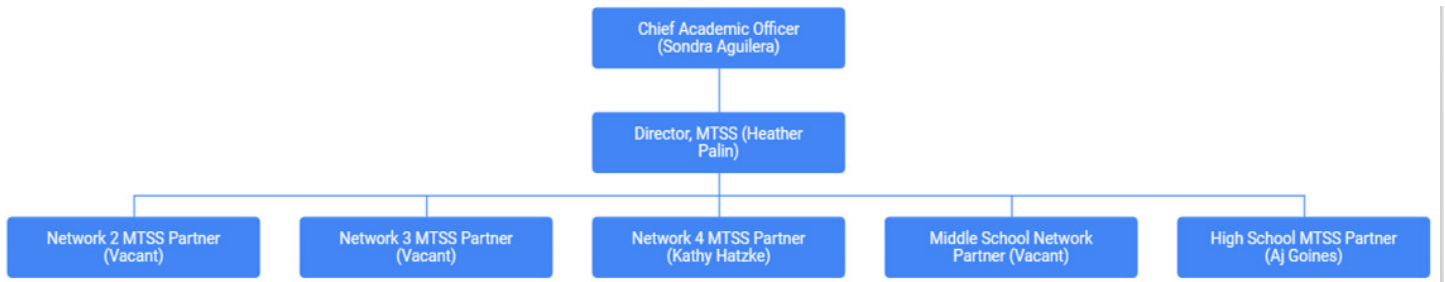 Chief Academic Officer
(Sondra Aguilera)
Director, MTSS (Heather
Palin)
Network 2 MTSS Partner
(Vacant)
Network 3 MTSS Partner
(Vacant)
Network 4 MTSS Partner
(Kathy Hatzke)
Middle School Network
Partner (Vacant)
High School MTSS Partner
(Aj Goines)